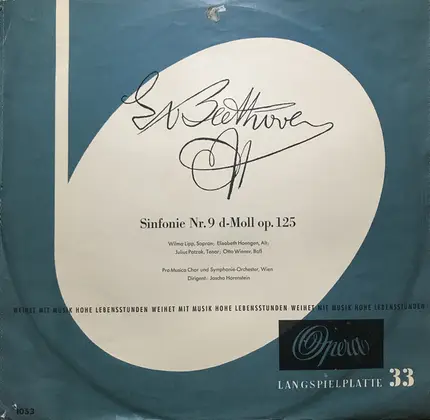 L v Beethoven
Sinfonie Nr. 9 d-Moll op. 125
Wilma Lipp, Sopran; Elisabeth Hoengen, Alt;
Julius Patzak, Tenor; Otto Wiener, Baß
Pro-Musica Chor und Symphonie-Orchester, Wien
Dirigent: Jascha Horenstein
WEIHET MIT MUSIK HOHE LEBENSSTUNDEN WEIHET MIT MUSIK HOHE LEBENSSTUNDEN WEIHET MIT MUSIK HOHE LEBENSSTUNDEN
Opera
LANGSPIELPLATTE 33
1053